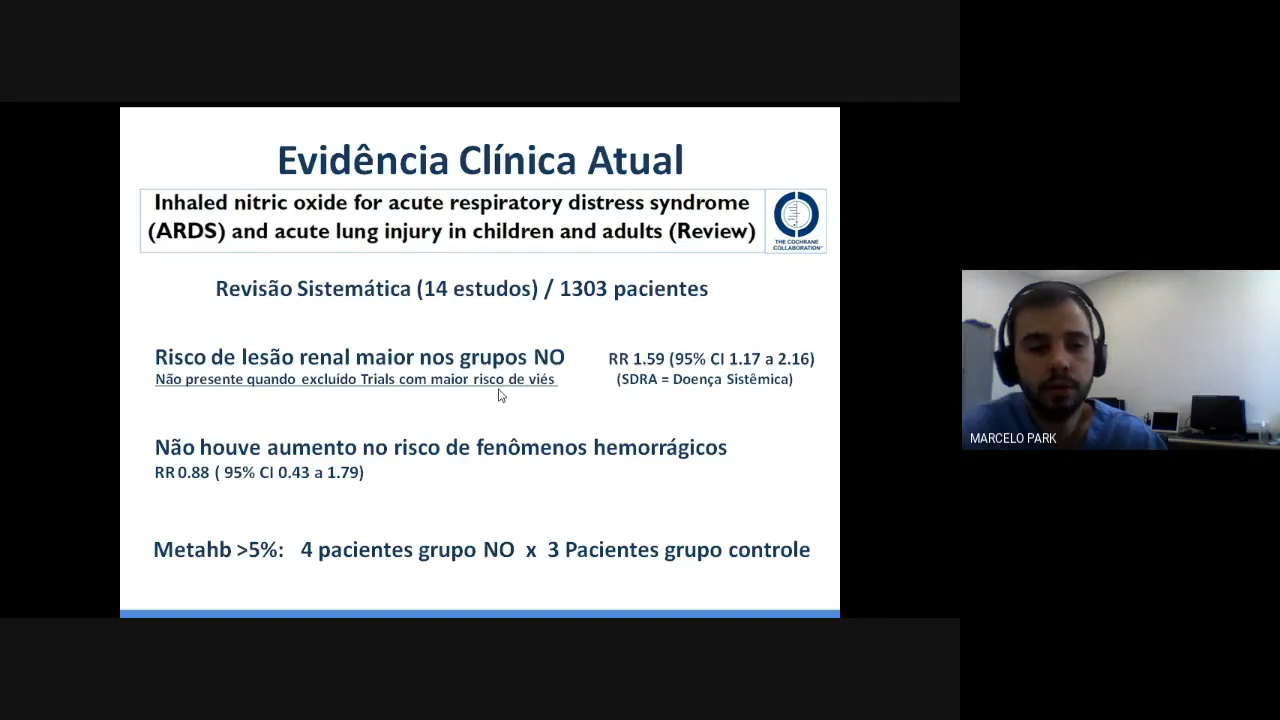 Evidência Clínica Atual
Inhaled nitric oxide for acute respiratory distress syndrome
(ARDS) and acute lung injury in children and adults (Review)
THE COCHRANE
COLLABORATION®
Revisão Sistemática (14 estudos) / 1303 pacientes
Risco de lesão renal maior nos grupos NO
RR 1.59 (95% CI 1.17 a 2.16)
Não presente quando excluído Trials com maior risco de viés
(SDRA = Doença Sistêmica)
MARCELO PARK
Não houve aumento no risco de fenômenos hemorrágicos
RR 0.88 ( 95% CI 0.43 a 1.79)
Metahb >5%: 4 pacientes grupo NO x 3 Pacientes grupo controle